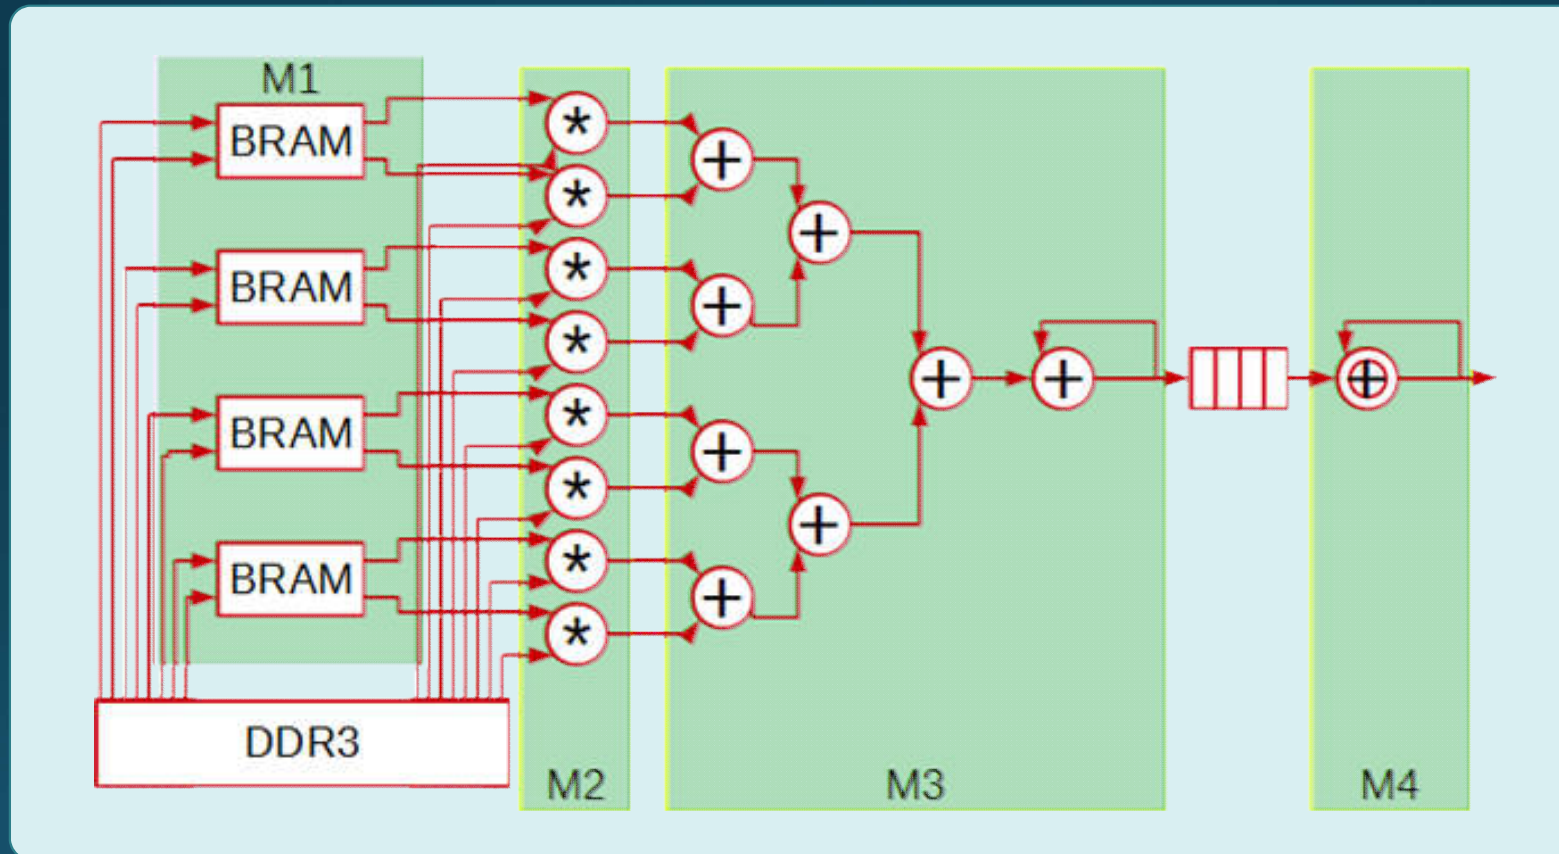 M1
BRAM
*
*
BRAM
*
*
BRAM
*
*
BRAM
*
*
+
+
+
+
+
+
+
+
+
DDR3
M2
M3
M4